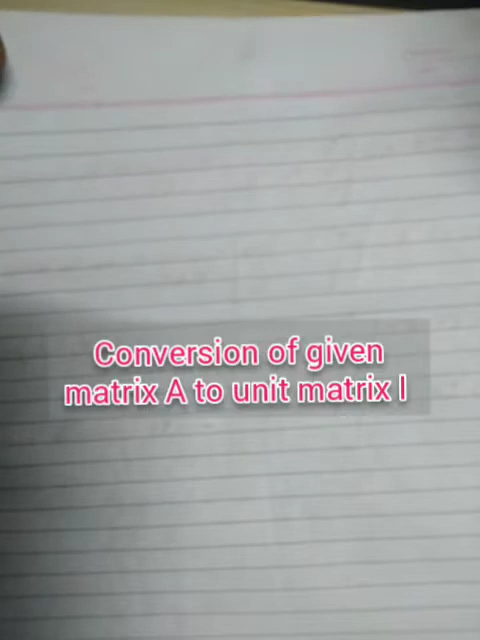 Conversion of given
matrix A to unit matrix I